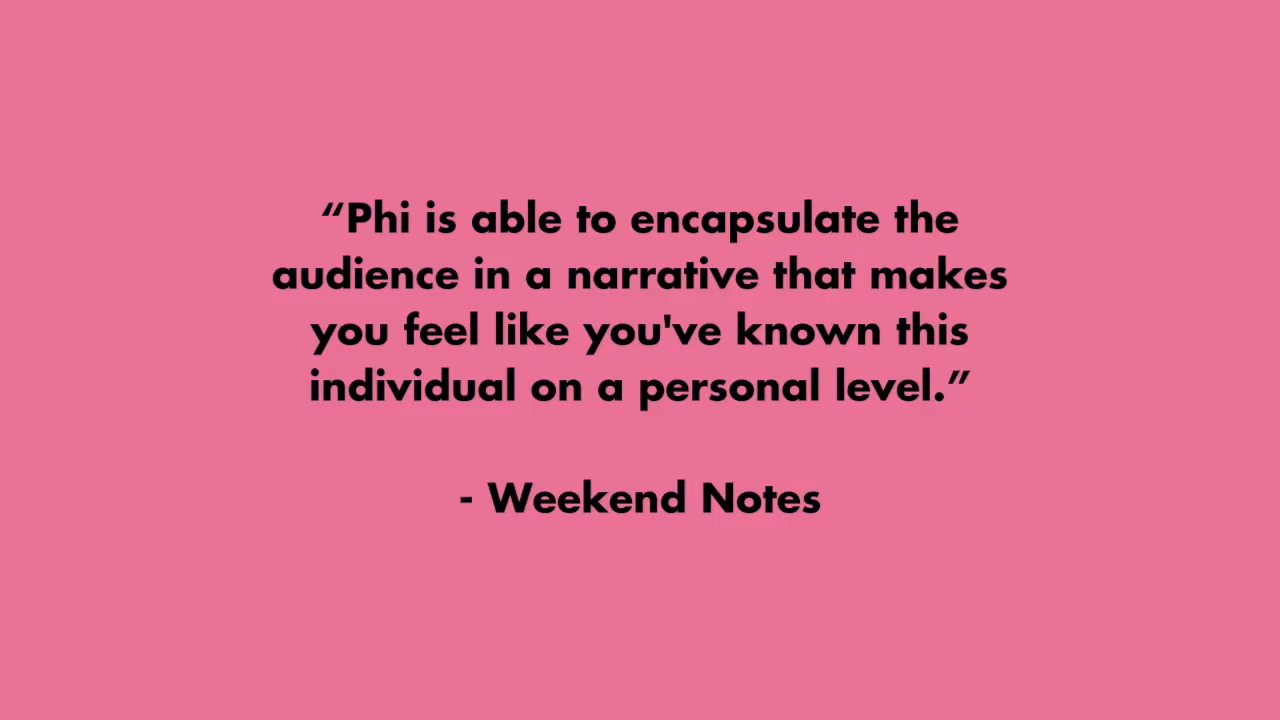 “Phi is able to encapsulate the
audience in a narrative that makes
you feel like you've known this
individual on a personal level.”
- Weekend Notes